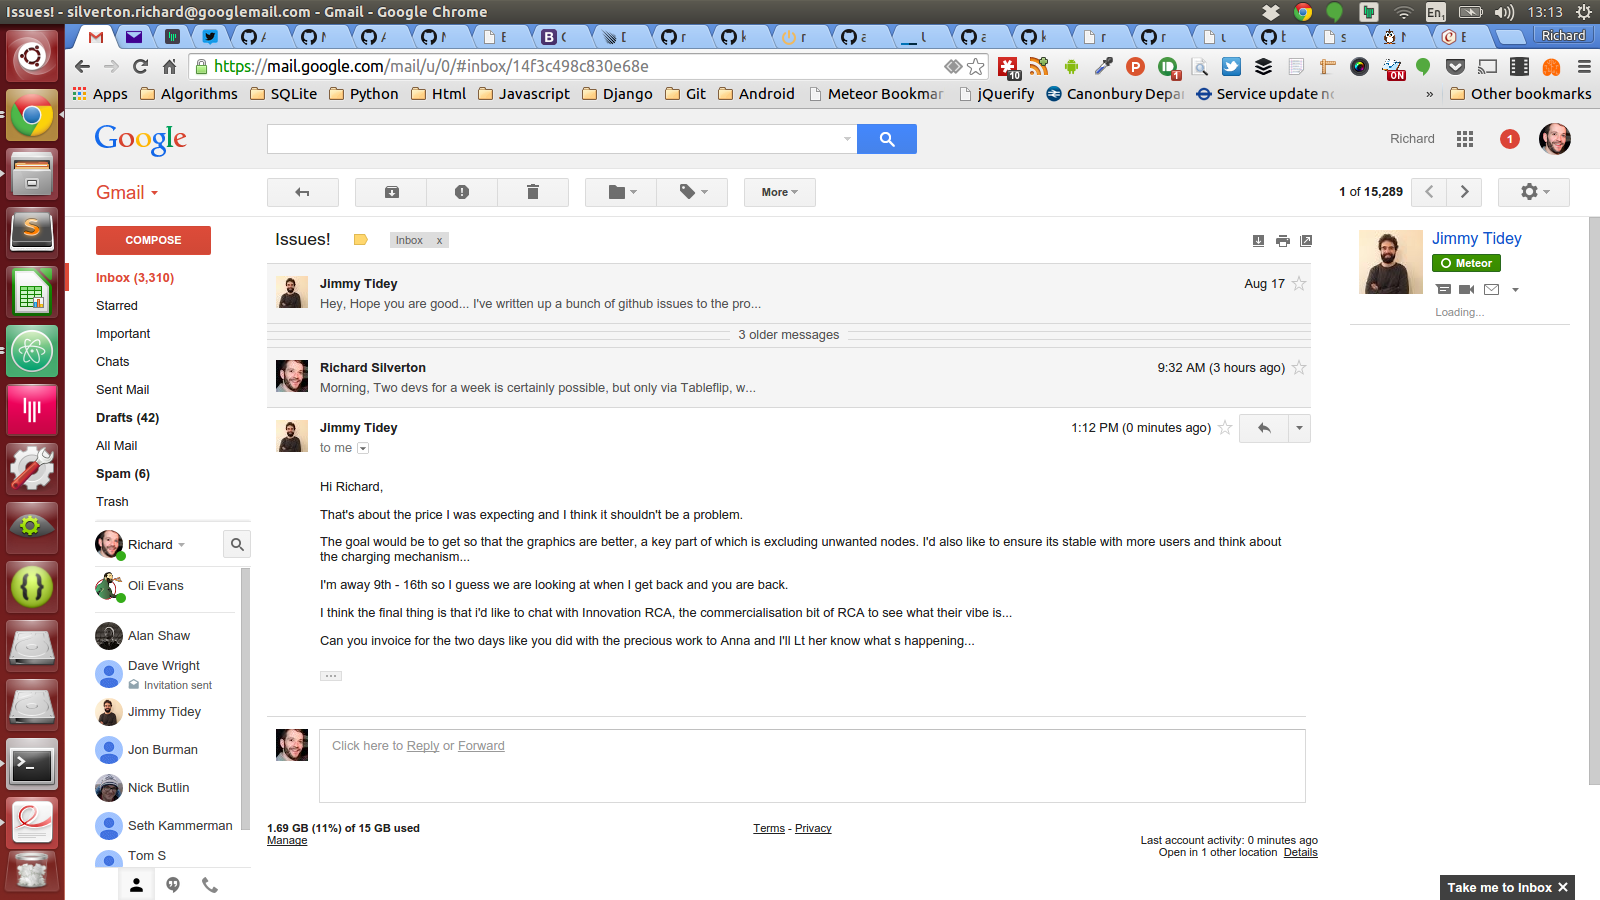 Issues! - silverton.richard@googlemail.com - Gmail - Google Chrome
En1 13:13
Richard
https://mail.google.com/mail/u/0/#inbox/14f3c498c830e68e
10 1 ON
Apps Algorithms SQLite Python Html Javascript Django Git Android Meteor Bookmar jQuerify Canonbury Depa Service update no » Other bookmarks
Google
Richard 1
Gmail
More
1 of 15,289
COMPOSE
Inbox (3,310)
Starred
Important
Chats
Sent Mail
Drafts (42)
All Mail
Spam (6)
Trash
Richard
Oli Evans
Alan Shaw
Dave Wright
Invitation sent
Jimmy Tidey
Jon Burman
Nick Butlin
Seth Kammerman
Tom S
Issues! Inbox x
Jimmy Tidey Aug 17
Hey, Hope you are good... I've written up a bunch of github issues to the pro...
3 older messages
Richard Silverton 9:32 AM (3 hours ago)
Morning, Two devs for a week is certainly possible, but only via Tableflip, w...
Jimmy Tidey 1:12 PM (0 minutes ago)
to me
Hi Richard,
That's about the price I was expecting and I think it shouldn't be a problem.
The goal would be to get so that the graphics are better, a key part of which is excluding unwanted nodes. I'd also like to ensure its stable with more users and think about
the charging mechanism...
I'm away 9th - 16th so I guess we are looking at when I get back and you are back.
I think the final thing is that i'd like to chat with Innovation RCA, the commercialisation bit of RCA to see what their vibe is...
Can you invoice for the two days like you did with the precious work to Anna and I'll Lt her know what s happening...
Click here to Reply or Forward
1.69 GB (11%) of 15 GB used
Manage
Terms - Privacy
Last account activity: 0 minutes ago
Open in 1 other location Details
Jimmy Tidey
Meteor
Loading...
Take me to Inbox